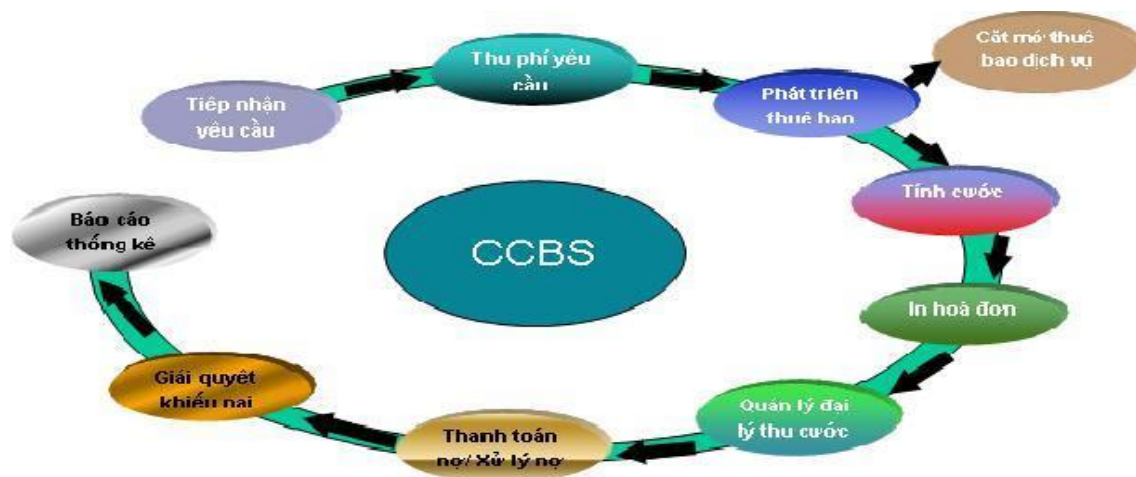 Tiếp nhận
yêu cầu
Thu phí yêu
cầu
Phát triển
thuê bao
Cắt mở thuê
bao dịch vụ
Tính cước
In hoá đơn
Quản lý đại
lý thu cước
Thanh toán
nợ/ Xử lý nợ
Giải quyết
khiếu nại
Báo cáo
thống kê
CCBS